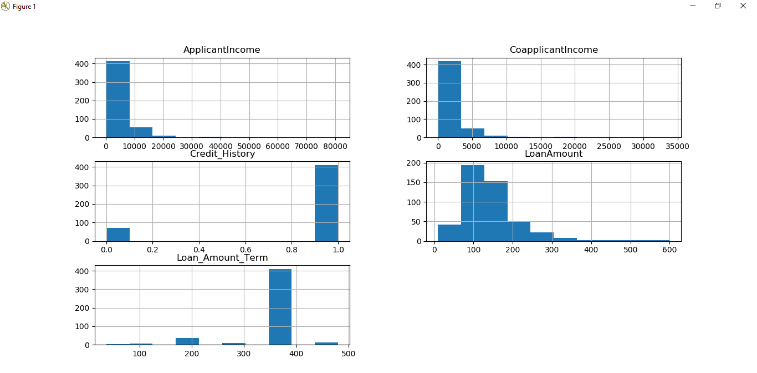 Figure 1
ApplicantIncome
CoapplicantIncome
400
300
200
100
0
0 10000 20000 30000 40000 50000 60000 70000 80000
400
300
200
100
0
0 5000 10000 15000 20000 25000 30000 35000
Credit_History
LoanAmount
400
300
200
100
0
0.0 0.2 0.4 0.6 0.8 1.0
200
150
100
50
0
0 100 200 300 400 500 600
Loan_Amount_Term
400
300
200
100
0
100 200 300 400 500